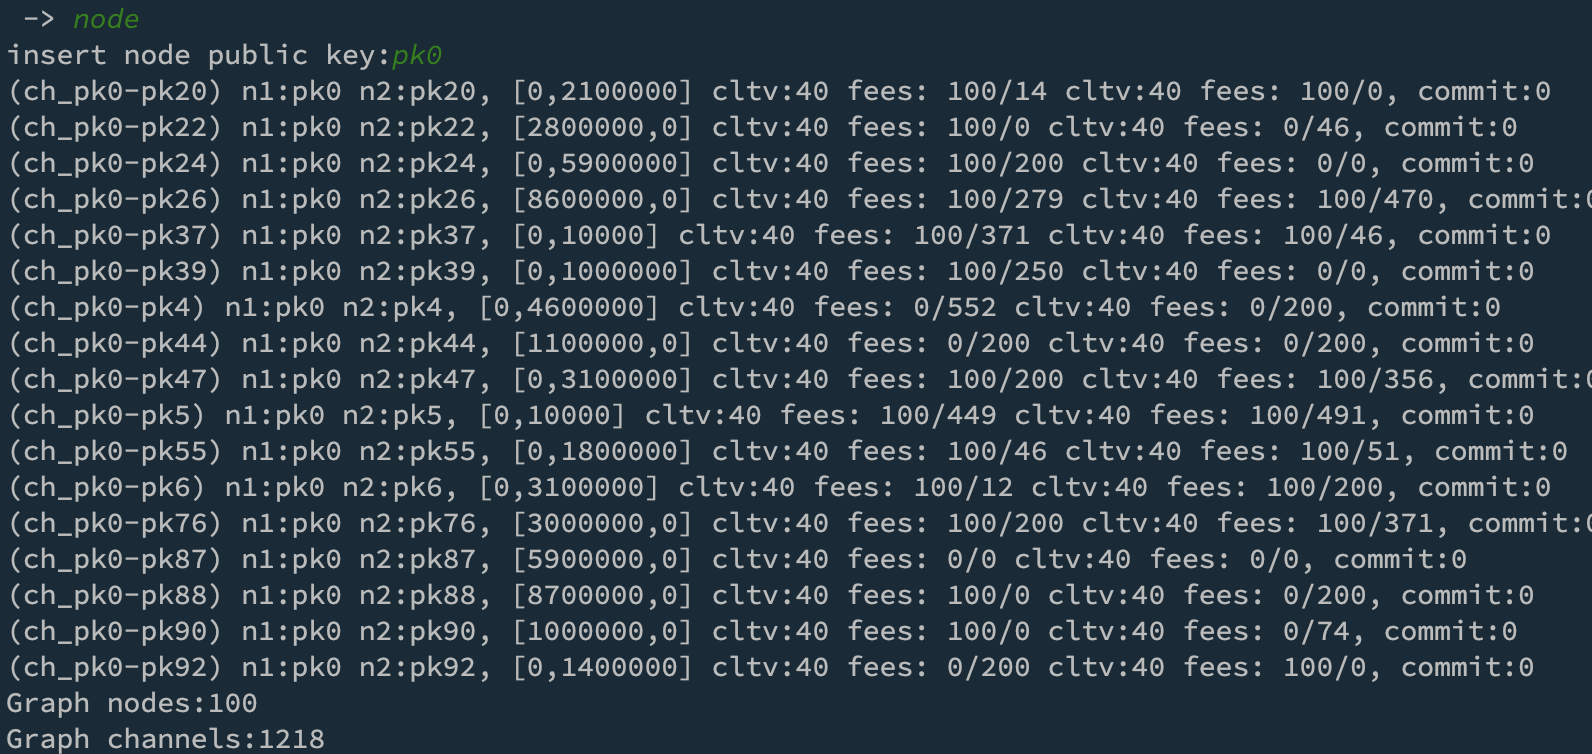 -> node
insert node public key:pk0
(ch_pk0-pk20) n1:pk0 n2:pk20, [0,2100000] cltv:40 fees: 100/14 cltv:40 fees: 100/0, commit:0
(ch_pk0-pk22) n1:pk0 n2:pk22, [2800000,0] cltv:40 fees: 100/0 cltv:40 fees: 0/46, commit:0
(ch_pk0-pk24) n1:pk0 n2:pk24, [0,5900000] cltv:40 fees: 100/200 cltv:40 fees: 0/0, commit:0
(ch_pk0-pk26) n1:pk0 n2:pk26, [8600000,0] cltv:40 fees: 100/279 cltv:40 fees: 100/470, commit:0
(ch_pk0-pk37) n1:pk0 n2:pk37, [0,10000] cltv:40 fees: 100/371 cltv:40 fees: 100/46, commit:0
(ch_pk0-pk39) n1:pk0 n2:pk39, [0,1000000] cltv:40 fees: 100/250 cltv:40 fees: 0/0, commit:0
(ch_pk0-pk4) n1:pk0 n2:pk4, [0,4600000] cltv:40 fees: 0/552 cltv:40 fees: 0/200, commit:0
(ch_pk0-pk44) n1:pk0 n2:pk44, [1100000,0] cltv:40 fees: 0/200 cltv:40 fees: 0/200, commit:0
(ch_pk0-pk47) n1:pk0 n2:pk47, [0,3100000] cltv:40 fees: 100/200 cltv:40 fees: 100/356, commit:0
(ch_pk0-pk5) n1:pk0 n2:pk5, [0,10000] cltv:40 fees: 100/449 cltv:40 fees: 100/491, commit:0
(ch_pk0-pk55) n1:pk0 n2:pk55, [0,1800000] cltv:40 fees: 100/46 cltv:40 fees: 100/51, commit:0
(ch_pk0-pk6) n1:pk0 n2:pk6, [0,3100000] cltv:40 fees: 100/12 cltv:40 fees: 100/200, commit:0
(ch_pk0-pk76) n1:pk0 n2:pk76, [3000000,0] cltv:40 fees: 100/200 cltv:40 fees: 100/371, commit:0
(ch_pk0-pk87) n1:pk0 n2:pk87, [5900000,0] cltv:40 fees: 0/0 cltv:40 fees: 0/0, commit:0
(ch_pk0-pk88) n1:pk0 n2:pk88, [8700000,0] cltv:40 fees: 100/0 cltv:40 fees: 0/200, commit:0
(ch_pk0-pk90) n1:pk0 n2:pk90, [1000000,0] cltv:40 fees: 100/0 cltv:40 fees: 0/74, commit:0
(ch_pk0-pk92) n1:pk0 n2:pk92, [0,1400000] cltv:40 fees: 0/200 cltv:40 fees: 100/0, commit:0
Graph nodes:100
Graph channels:1218